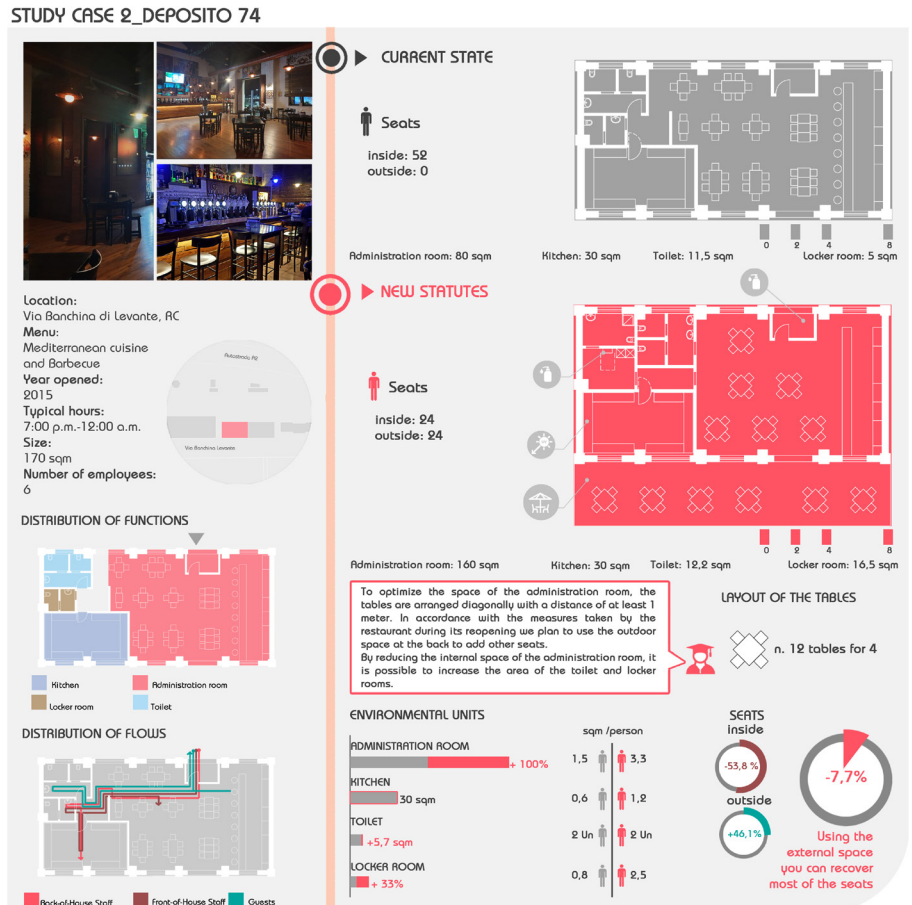 STUDY CASE 2_DEPOSITO 74
CURRENT STATE
Seats
inside: 52
outside: 0
0 2 4 8
Administration room: 80 sqm Kitchen: 30 sqm Toilet: 11,5 sqm Locker room: 5 sqm
NEW STATUTES
Seats
inside: 24
outside: 24
0 2 4 8
Administration room: 160 sqm Kitchen: 30 sqm Toilet: 12,2 sqm Locker room: 16,5 sqm
Location:
Via Banchina di Levante, RC
Menu:
Mediterranean cuisine
and Barbecue
Year opened:
2015
Typical hours:
7:00 p.m.-12:00 a.m.
Size:
170 sqm
Number of employees:
6
Via Banchina Levante
DISTRIBUTION OF FUNCTIONS
Kitchen
Administration room
Locker room
Toilet
DISTRIBUTION OF FLOWS
Back-of-House Staff
Front-of-House Staff
Guests
To optimize the space of the administration room, the
tables are arranged diagonally with a distance of at least 1
meter. In accordance with the measures taken by the
restaurant during its reopening we plan to use the outdoor
space at the back to add other seats.
By reducing the internal space of the administration room, it
is possible to increase the area of the toilet and locker
rooms.
LAYOUT OF THE TABLES
n. 12 tables for 4
ENVIRONMENTAL UNITS
ADMINISTRATION ROOM
+ 100%
KITCHEN
30 sqm
TOILET
+5,7 sqm
LOCKER ROOM
+ 33%
sqm /person
1,5 3,3
0,6 1,2
2 Un 2 Un
0,8 2,5
SEATS
inside
-53,8 %
outside
+46,1%
-7,7%
Using the
external space
you can recover
most of the seats